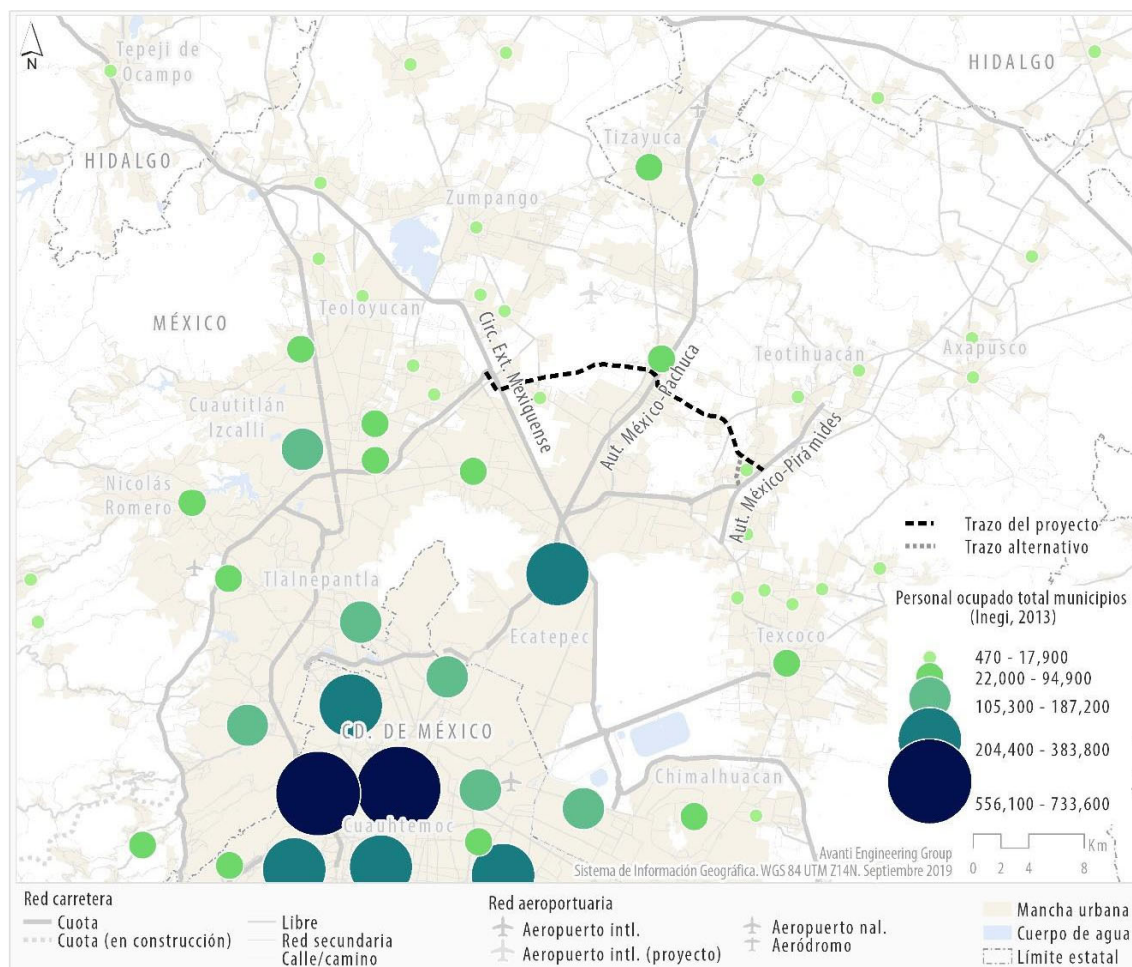 N
Tepeji de
Ocampo
HIDALGO
HIDALGO
Tizayuca
Zumpango
MÉXICO
Teoloyucan
Circ. Ext. Mexiquense
Aut. México-Pachuca
Teotihuacán
Axapusco
Cuautitlán
Izcalli
Aut. México-Pirámides
Nicolás
Romero
Trazo del proyecto
Trazo alternativo
Tlalnepantla
Ecatepec
Texcoco
Personal ocupado total municipios
(Inegi, 2013)
470 - 17,900
22,000 - 94,900
105,300 - 187,200
204,400 - 383,800
556,100 - 733,600
CD. DE MÉXICO
Chimalhuacan
Cuauhtemoc
Km
0 2 4 8
Avanti Engineering Group
Sistema de Información Geográfica. WGS 84 UTM Z14N. Septiembre 2019
Red carretera
Cuota
Cuota (en construcción)
Libre
Red secundaria
Calle/camino
Red aeroportuaria
Aeropuerto intl.
Aeropuerto intl. (proyecto)
Aeropuerto nal.
Aeródromo
Mancha urbana
Cuerpo de agua
Límite estatal